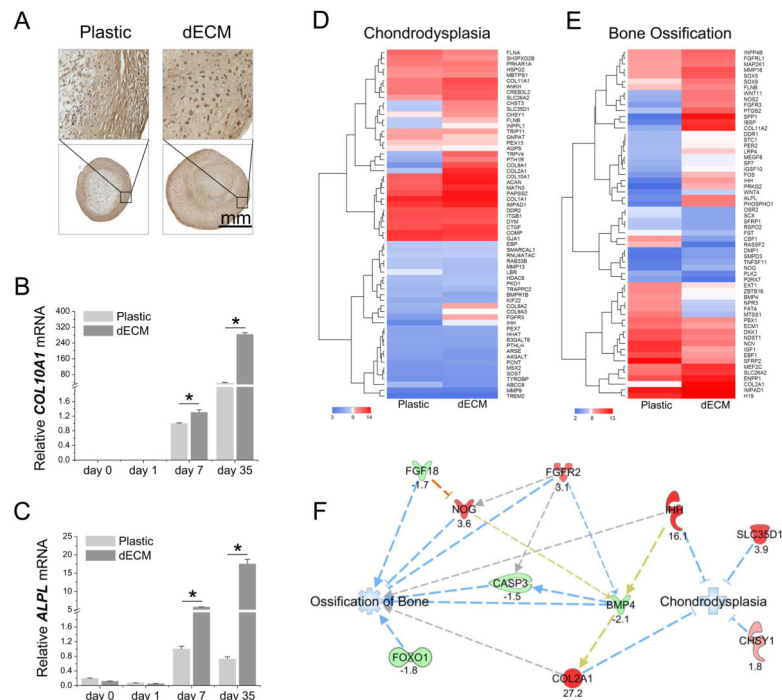 A
Plastic
dECM
mm
B
Relative COL10A1 mRNA
Plastic
dECM
400
320
240
160
80
1.2
0.8
0.4
0.0
*
*
day 0
day 1
day 7
day 35
C
Relative ALPL mRNA
Plastic
dECM
25
20
15
10
5
1.2
0.8
0.4
0.0
*
*
day 0
day 1
day 7
day 35
D
Chondrodysplasia
FLNA
SH3PXD2B
PRKAR1A
HSPG2
MBTPS1
COL11A1
ANKH
CREB3L2
SLC26A2
CHST3
SLC35D1
CHSY1
FLNB
INPPL1
TRIP11
GNPAT
PEX13
AGPS
TRPV4
PTH1R
COL9A1
COL2A1
COL10A1
ACAN
MATN3
PAPSS2
COL1A1
IMPAD1
DDR2
ITGB1
DYM
CTGF
COMP
GJA1
EBP
SMARCAL1
RNU4ATAC
RAB33B
MMP13
LBR
HDAC6
PKD1
TRAPPC2
BMPR1B
KIF22
COL9A2
COL9A3
FGFR3
IHH
PEX7
HHAT
B3GALT6
PTHLH
ARSE
A4GALT
PCNT
MSX2
SOST
TYROBP
ABCC9
MMP9
TREM2
Plastic
dECM
3
9
14
E
Bone Ossification
INPP4B
FGFRL1
MAP2K1
MMP16
SOX5
SOX9
FLNB
WNT11
NOS2
FGFR3
PTGS2
SPP1
IBSP
COL11A2
DDR1
STC1
PER2
LRP4
MEGF8
SP7
IGSF10
FOS
IHH
PRKG2
WNT4
ALPL
PHOSPHO1
OSR2
SCX
SFRP1
RSPO2
FST
CSF1
RASSF2
DMP1
SMPD3
TNFSF11
NOG
PLK2
P2RX7
EXT1
ZBTB16
BMP4
NPR3
FAT4
MTSS1
PBX1
ECM1
DKK1
NDST1
NOV
IGF1
EBF1
SFRP2
MEF2C
SLC26A2
ENPP1
COL2A1
IMPAD1
H19
Plastic
dECM
2
8
13
F
FGF18
-1.7
FGFR2
3.1
NOG
3.6
IHH
16.1
SLC35D1
3.9
CASP3
-1.5
Ossification of Bone
BMP4
-2.1
Chondrodysplasia
FOXO1
-1.8
COL2A1
27.2
CHSY1
1.8